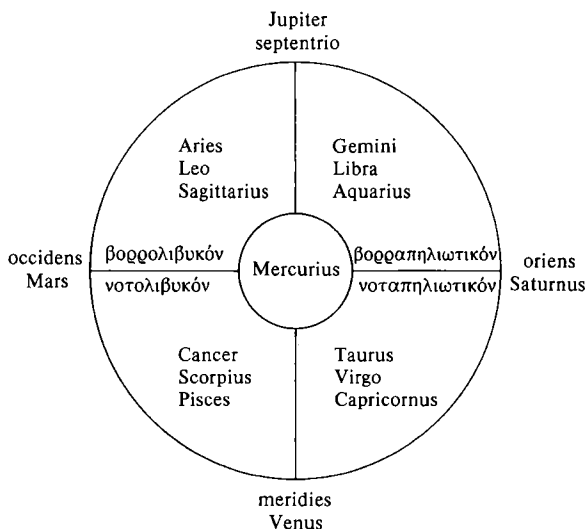 Jupiter
septentrio
Aries
Leo
Sagittarius
Gemini
Libra
Aquarius
occidens
Mars
βορρολιβυκόν
νοτολιβυκόν
Mercurius
βορραπηλιωτικόν
νοταπηλιωτικόν
oriens
Saturnus
Cancer
Scorpius
Pisces
Taurus
Virgo
Capricornus
meridies
Venus